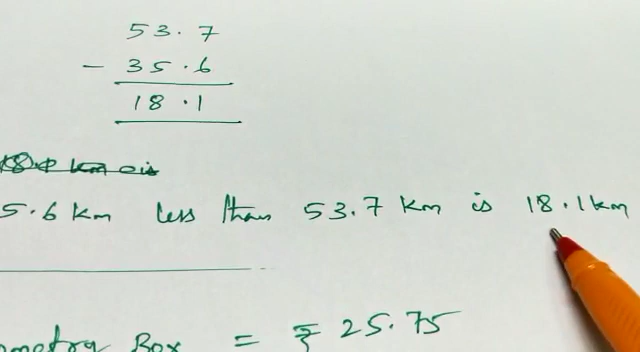 53.7
- 35.6
18.1
5.6 km less than 53.7 km is 18.1 km
Box = ₹ 25.75